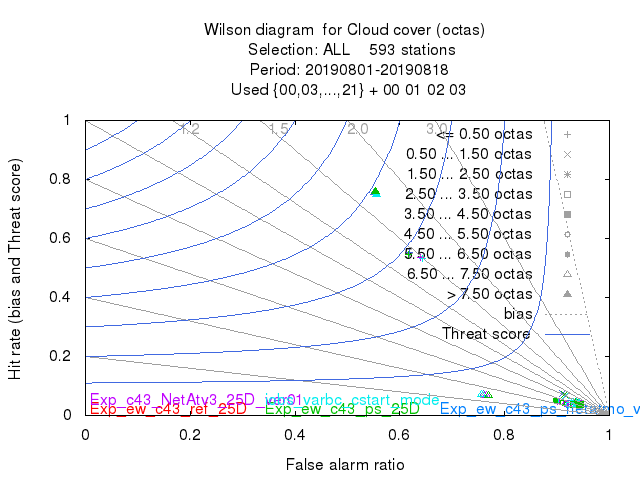 Wilson diagram for Cloud cover (octas)
Selection: ALL 593 stations
Period: 20190801-20190818
Used {00,03,...,21} + 00 01 02 03
1.2 1.5 2.0 3.0
<= 0.50 octas
0.50 ... 1.50 octas
1.50 ... 2.50 octas
2.50 ... 3.50 octas
3.50 ... 4.50 octas
4.50 ... 5.50 octas
5.50 ... 6.50 octas
6.50 ... 7.50 octas
> 7.50 octas
bias
Threat score
1
0.8
0.6
0.4
0.2
0
Hit rate (bias and Threat score)
Exp_c43_NetAtv3_25D_ver01
varbc_cstart_mode
Exp_ew_c43_ref_25D
Exp_ew_c43_ps_25D
Exp_ew_c43_ps_
0 0.2 0.4 0.6 0.8 1
False alarm ratio